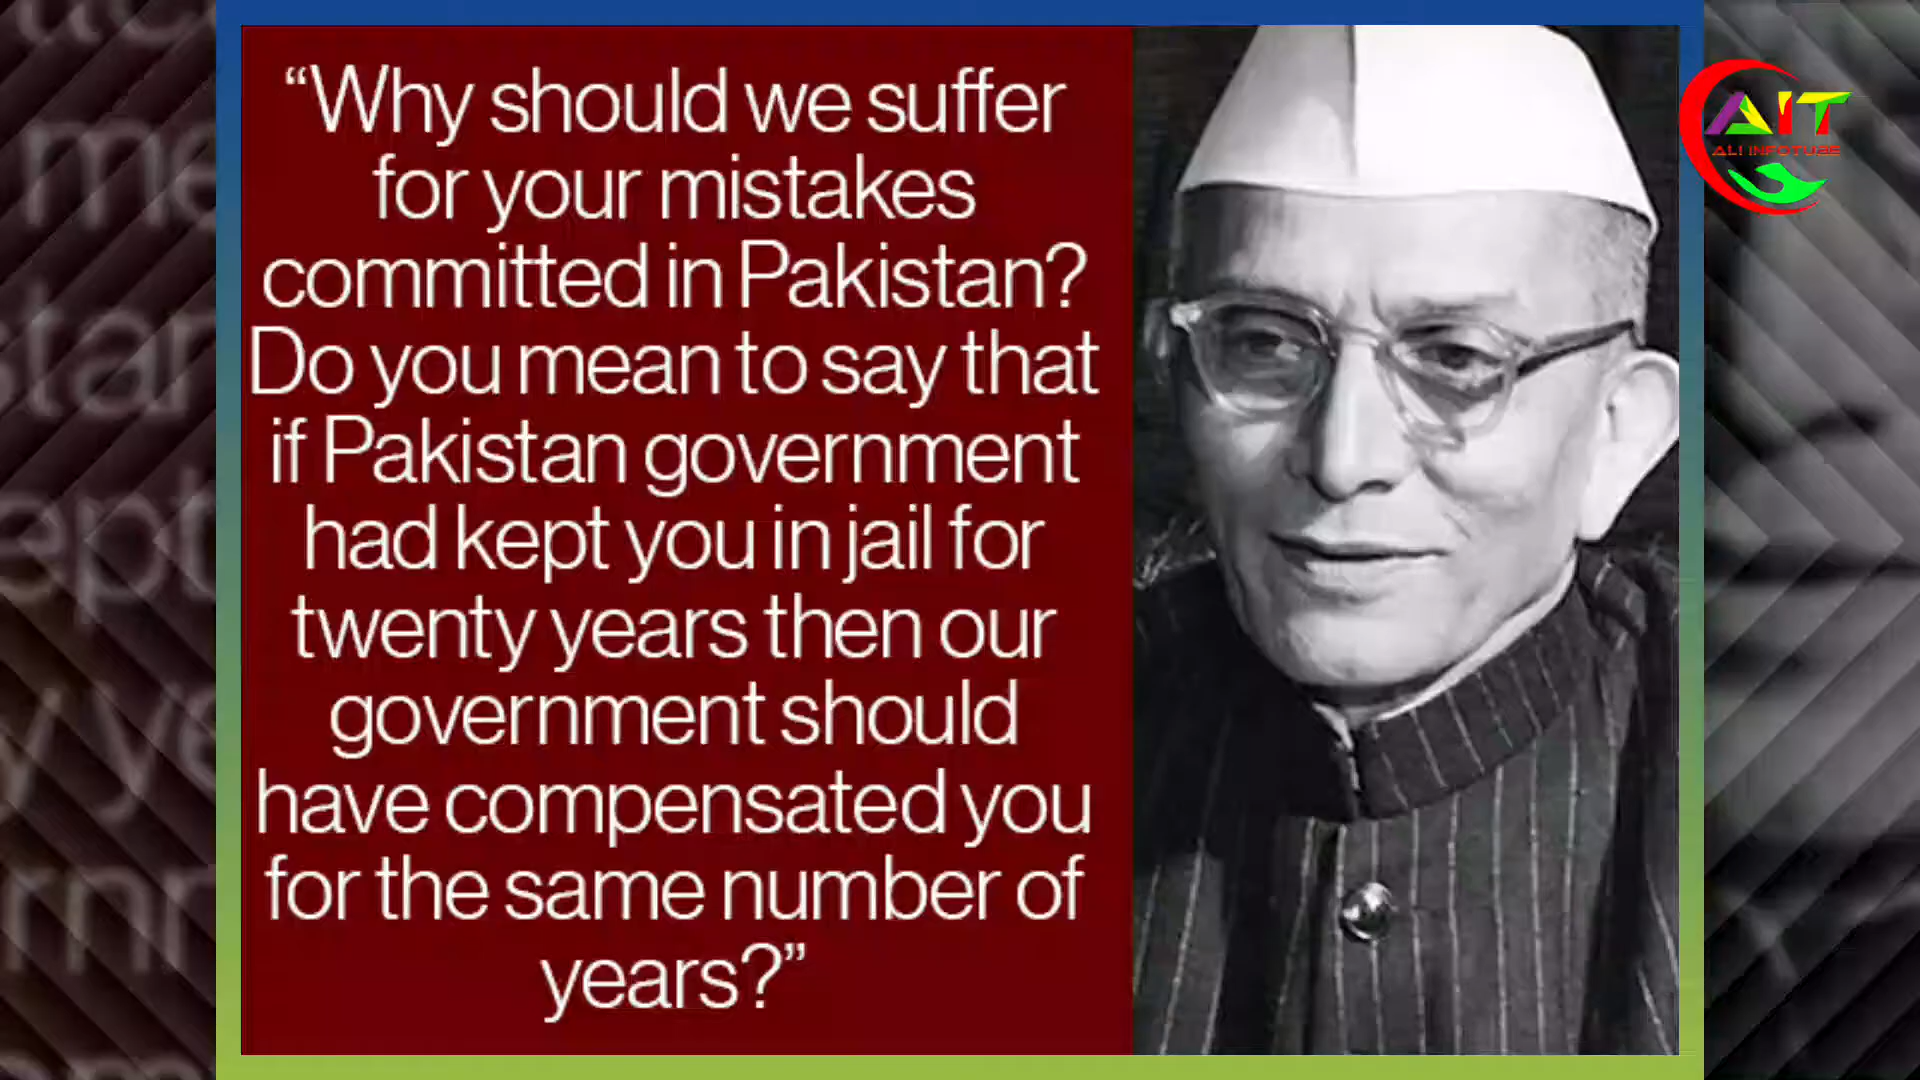 “Why should we suffer
for your mistakes
committed in Pakistan?
Do you mean to say that
if Pakistan government
had kept you in jail for
twenty years then our
government should
have compensated you
for the same number of
years?”
AIT
ALI INFOTUBE